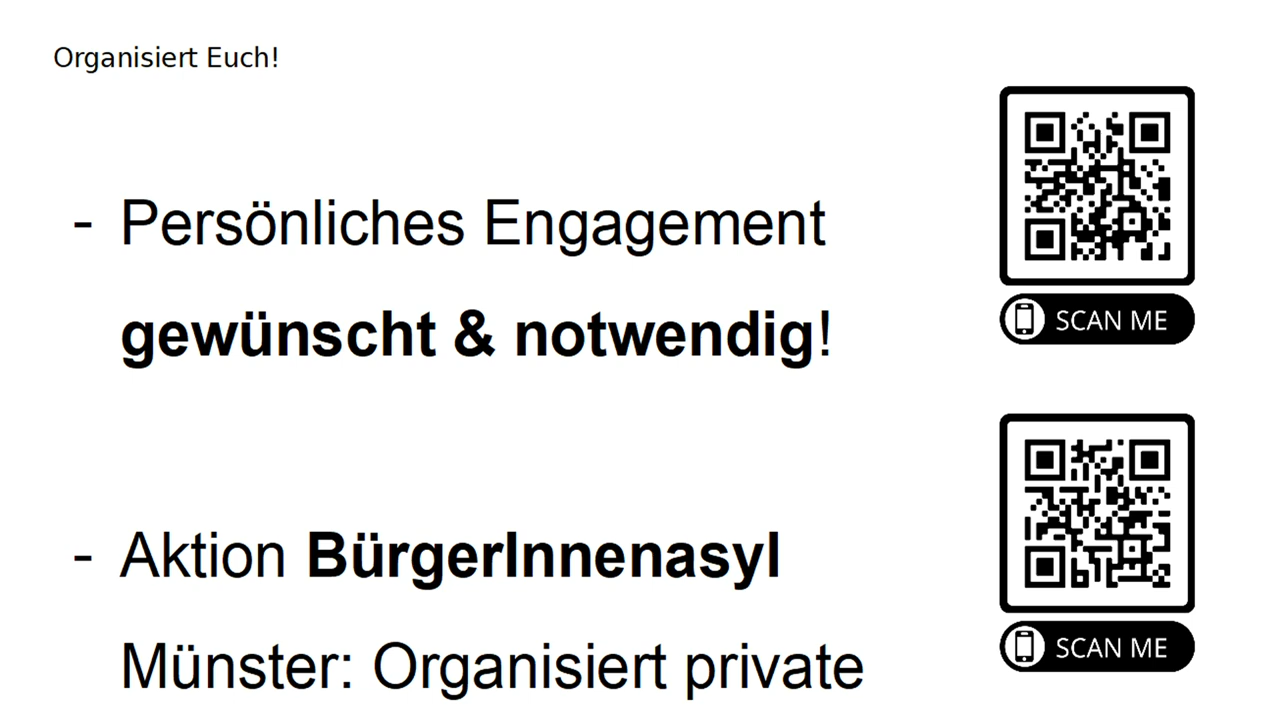 Organisiert Euch!
- Persönliches Engagement
gewünscht & notwendig!
SCAN ME
- Aktion BürgerInnenasyl
Münster: Organisiert private
SCAN ME